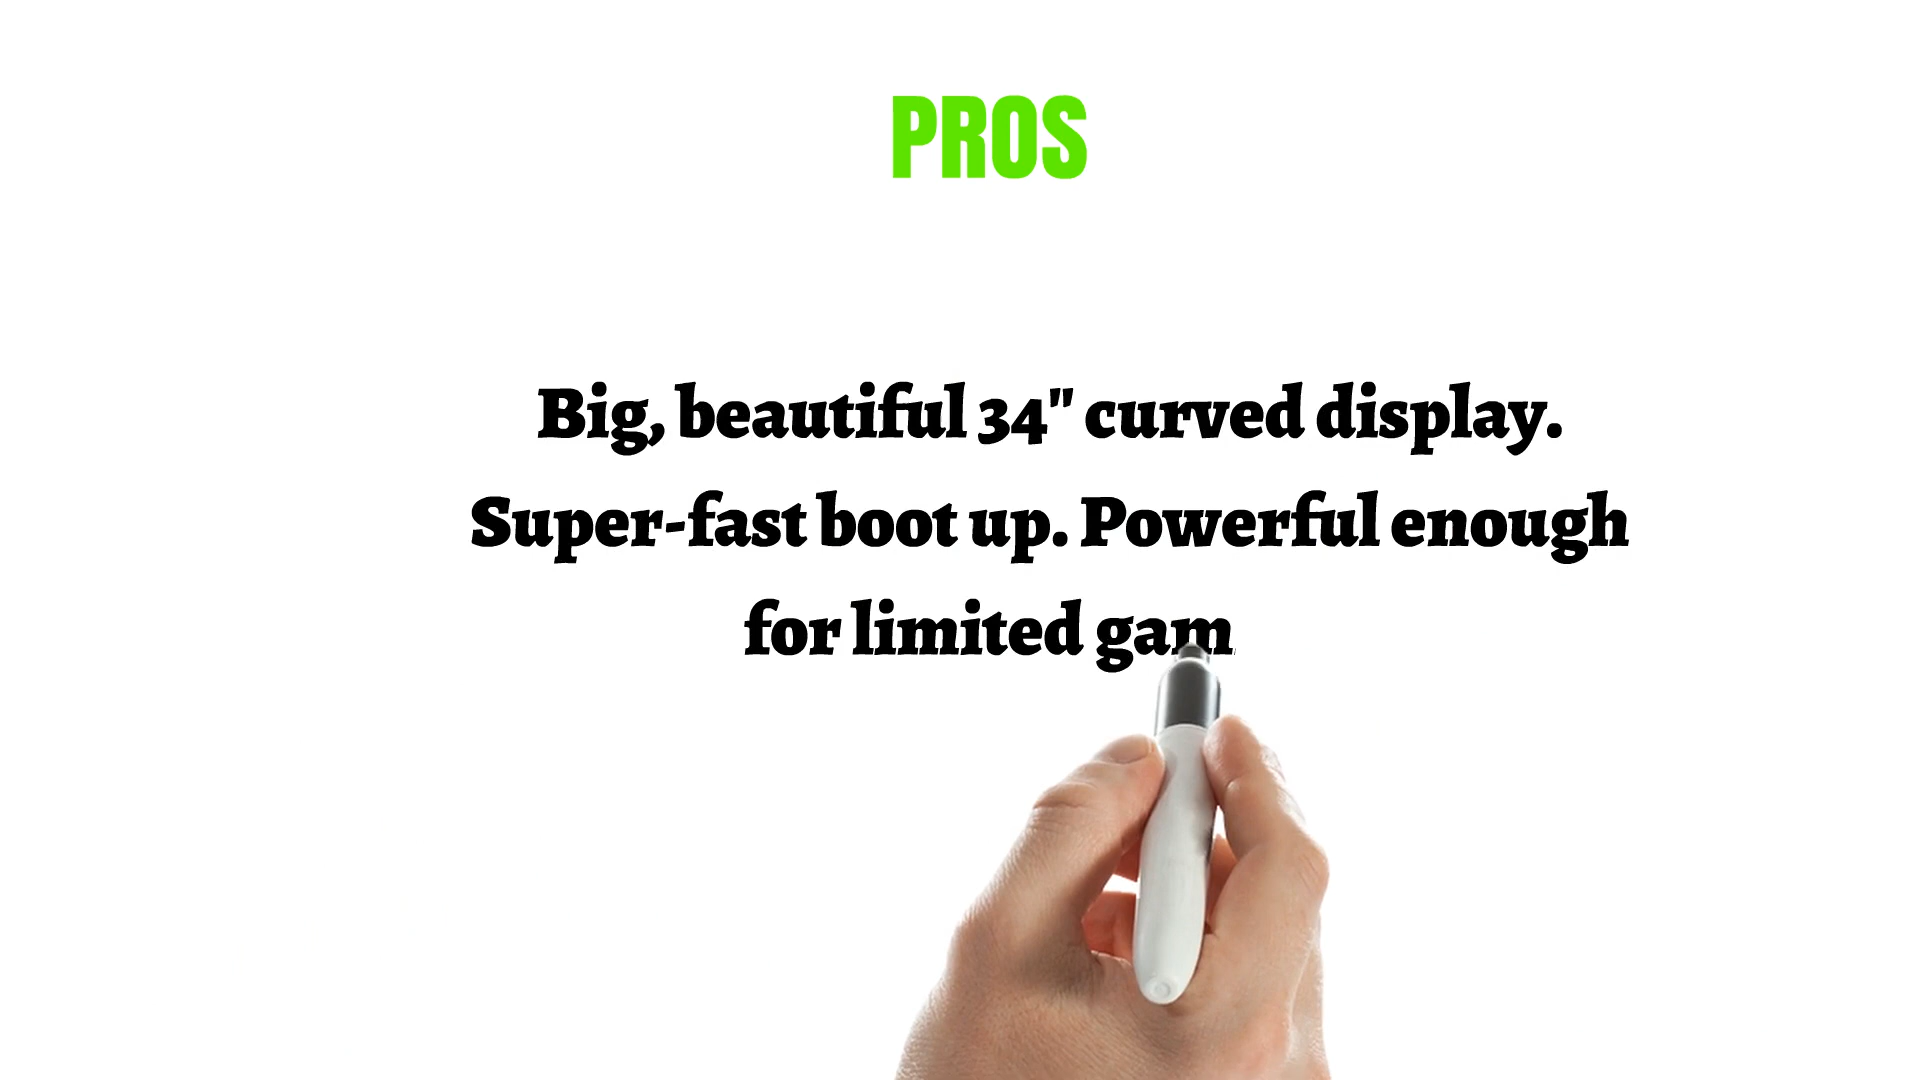 PROS
Big, beautiful 34" curved display.
Super-fast boot up. Powerful enough
for limited gam